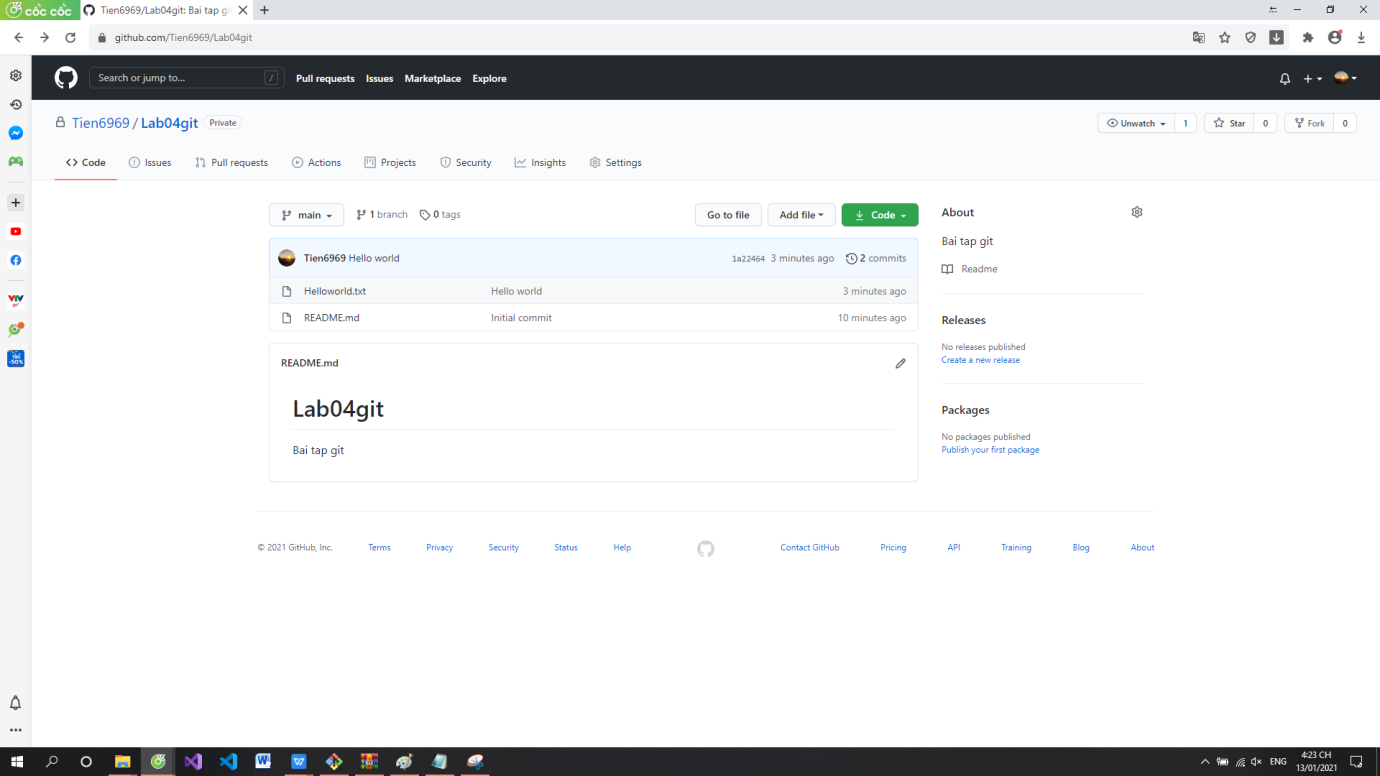 cốc cốc
Tien6969/Lab04git: Bai tap gi
github.com/Tien6969/Lab04git
Search or jump to...
/
Pull requests
Issues
Marketplace
Explore
Tien6969 / Lab04git
Private
Unwatch
1
Star
0
Fork
0
Code
Issues
Pull requests
Actions
Projects
Security
Insights
Settings
main
1 branch
0 tags
Go to file
Add file
Code
Tien6969 Hello world
1a22464 3 minutes ago
2 commits
Helloworld.txt
Hello world
3 minutes ago
README.md
Initial commit
10 minutes ago
README.md
Lab04git
Bai tap git
About
Bai tap git
Readme
Releases
No releases published
Create a new release
Packages
No packages published
Publish your first package
© 2021 GitHub, Inc.
Terms
Privacy
Security
Status
Help
Contact GitHub
Pricing
API
Training
Blog
About
VTV
go
TIKI
-50%
ENG
4:23 CH
13/01/2021